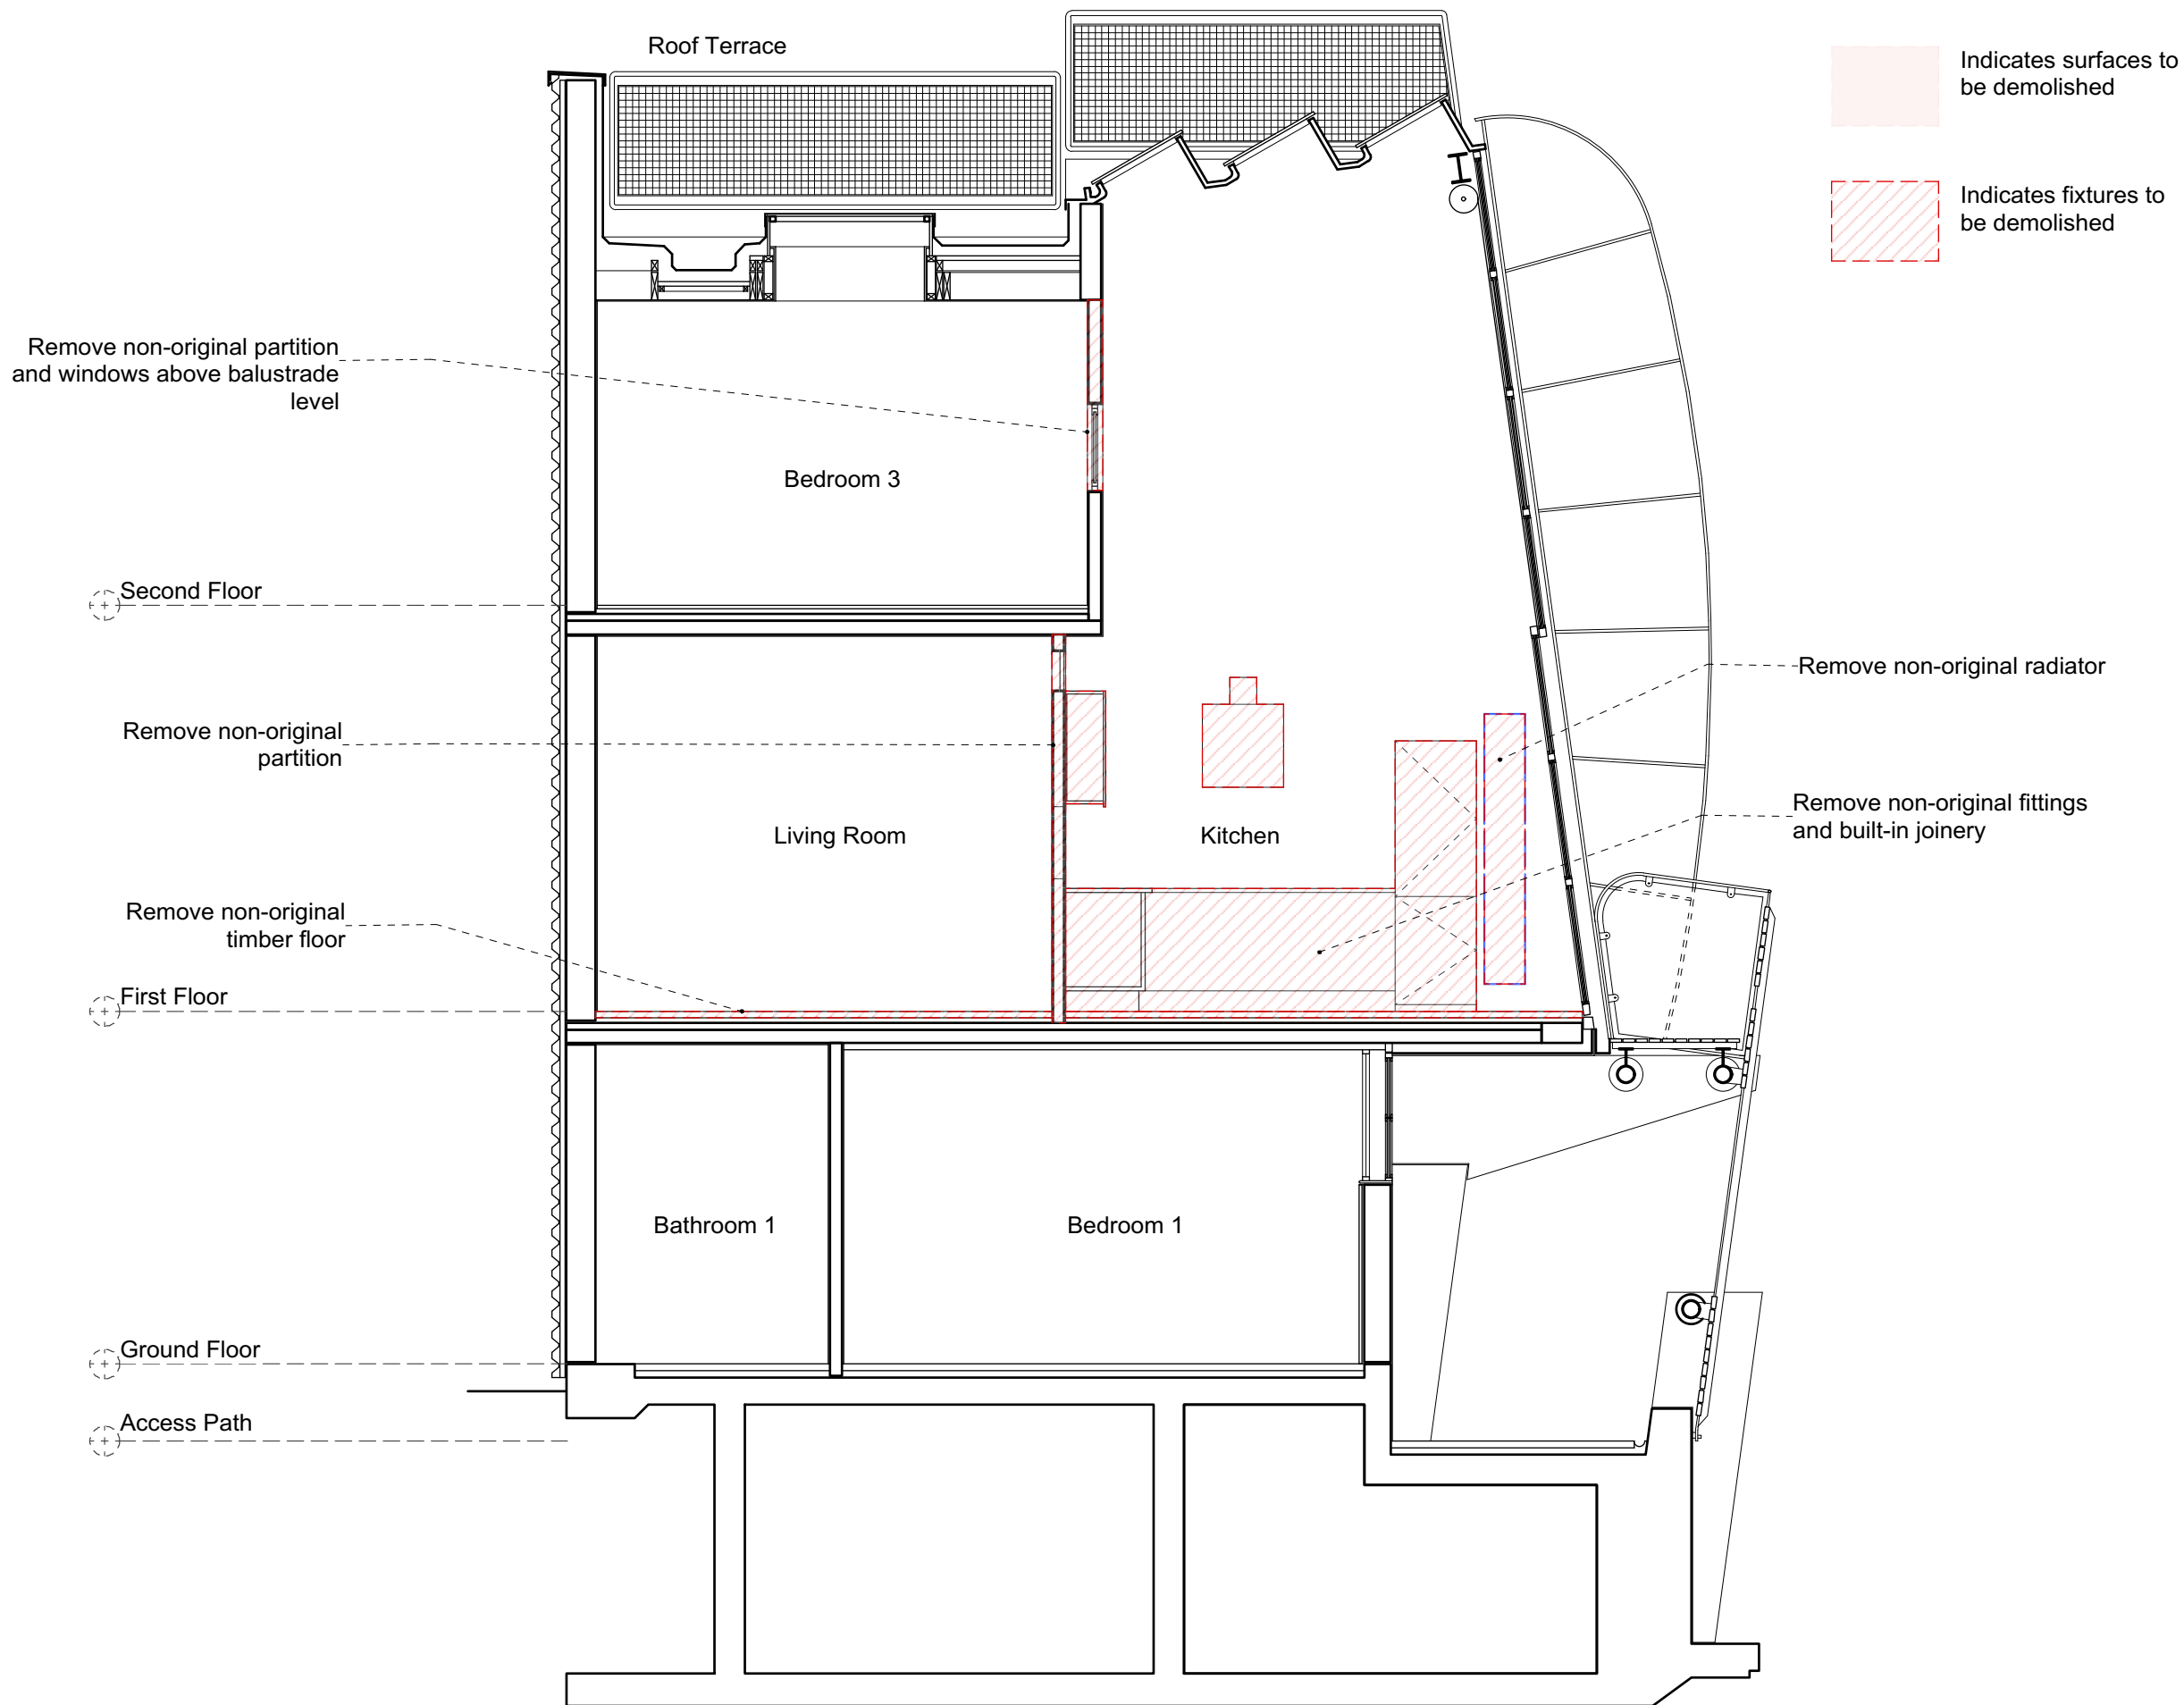 Roof Terrace
Indicates surfaces to
be demolished
Indicates fixtures to
be demolished
Remove non-original partition
and windows above balustrade
level
Bedroom 3
Second Floor
Remove non-original radiator
Remove non-original
partition
Living Room
Kitchen
Remove non-original fittings
and built-in joinery
Remove non-original
timber floor
First Floor
Bathroom 1
Bedroom 1
Ground Floor
Access Path